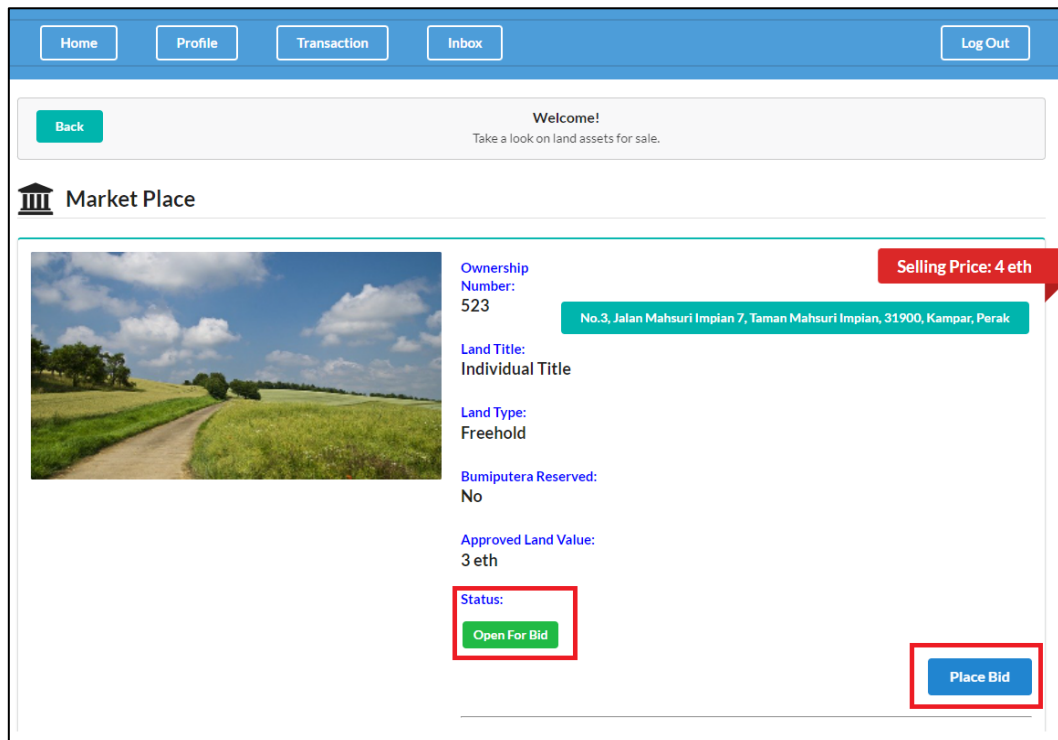 Home
Profile
Transaction
Inbox
Log Out
Back
Welcome!
Take a look on land assets for sale.
Market Place
Selling Price: 4 eth
Ownership
Number:
523
No.3, Jalan Mahsuri Impian 7, Taman Mahsuri Impian, 31900, Kampar, Perak
Land Title:
Individual Title
Land Type:
Freehold
Bumiputera Reserved:
No
Approved Land Value:
3 eth
Status:
Open For Bid
Place Bid